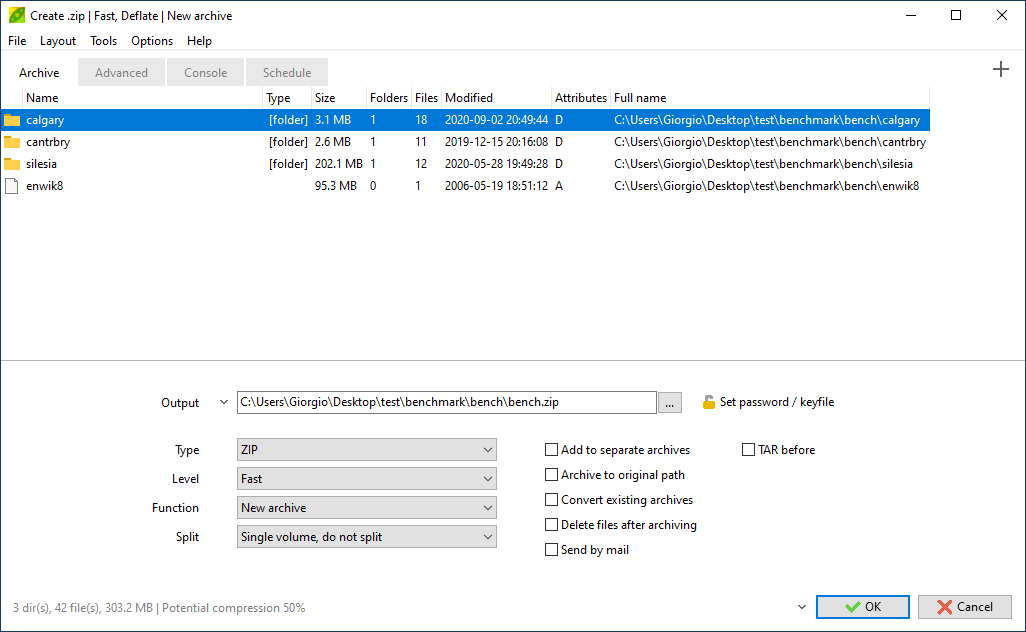 Create .zip | Fast, Deflate | New archive
File Layout Tools Options Help
Archive Advanced Console Schedule
Name Type Size Folders Files Modified Attributes Full name
calgary [folder] 3.1 MB 1 18 2020-09-02 20:49:44 D C:\Users\Giorgio\Desktop\test\benchmark\bench\calgary
cantrbry [folder] 2.6 MB 1 11 2019-12-15 20:16:08 D C:\Users\Giorgio\Desktop\test\benchmark\bench\cantrbry
silesia [folder] 202.1 MB 1 12 2020-05-28 19:49:28 D C:\Users\Giorgio\Desktop\test\benchmark\bench\silesia
enwik8 95.3 MB 0 1 2006-05-19 18:51:12 A C:\Users\Giorgio\Desktop\test\benchmark\bench\enwik8
Output C:\Users\Giorgio\Desktop\test\benchmark\bench\bench.zip ... Set password / keyfile
Type ZIP Add to separate archives TAR before
Level Fast Archive to original path
Function New archive Convert existing archives
Split Single volume, do not split Delete files after archiving
Send by mail
3 dir(s), 42 file(s), 303.2 MB | Potential compression 50% OK Cancel